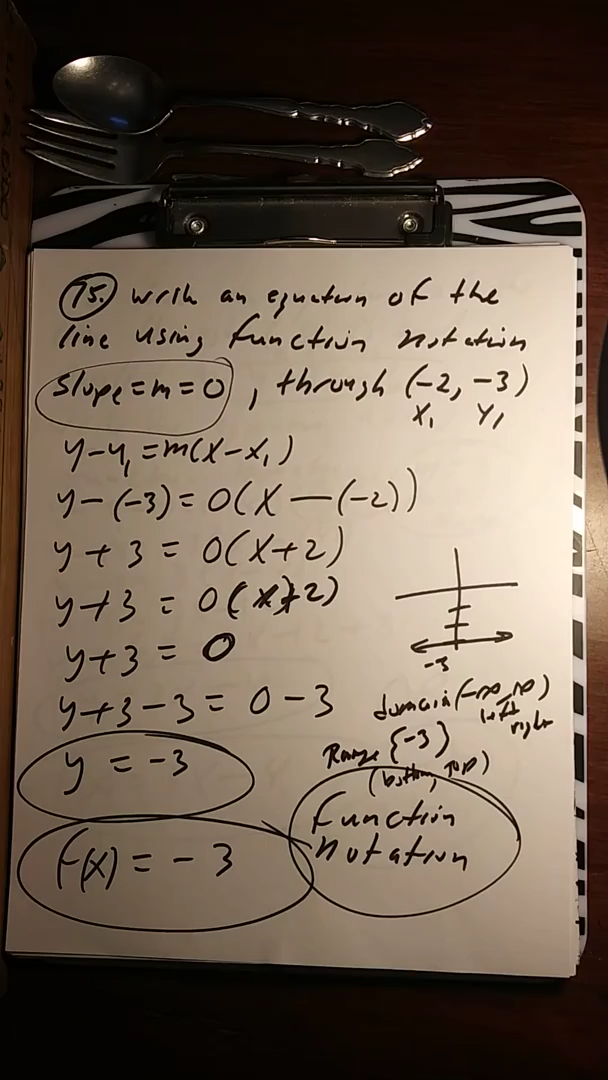 75. Write an equation of the
line using function notation
slope = m = 0, through (-2, -3)
x₁ y₁
y - y₁ = m(x - x₁)
y - (-3) = 0(x - (-2))
y + 3 = 0(x + 2)
y + 3 = 0(x + 2)
y + 3 = 0
y + 3 - 3 = 0 - 3
y = -3
f(x) = -3
-3
domain (-∞, ∞)
left right
Range {-3}
(bottom, top)
Function
notation